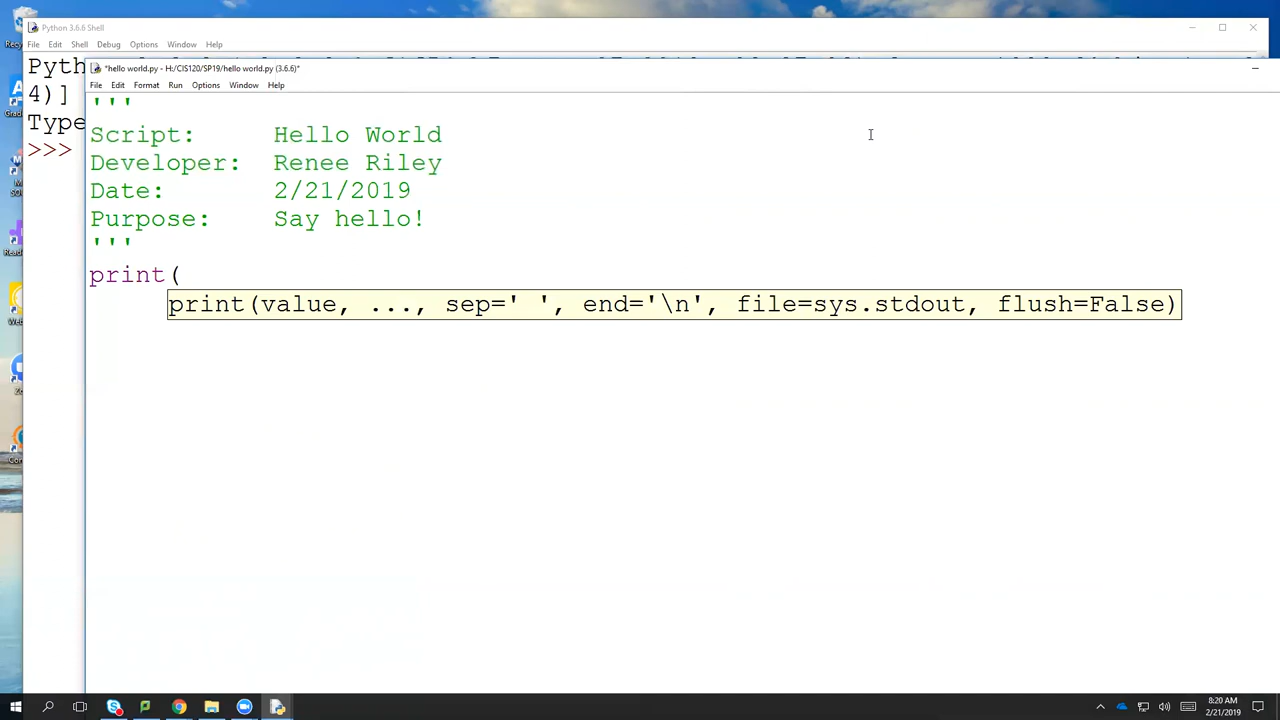 Python 3.6.6 Shell
File Edit Shell Debug Options Window Help
Pyth
4)]
Type
>>>
*hello world.py - H:/CIS120/SP19/hello world.py (3.6.6)*
File Edit Format Run Options Window Help
'''
Script: Hello World
Developer: Renee Riley
Date: 2/21/2019
Purpose: Say hello!
'''
print(
print(value, ..., sep=' ', end='\n', file=sys.stdout, flush=False)
8:20 AM
2/21/2019